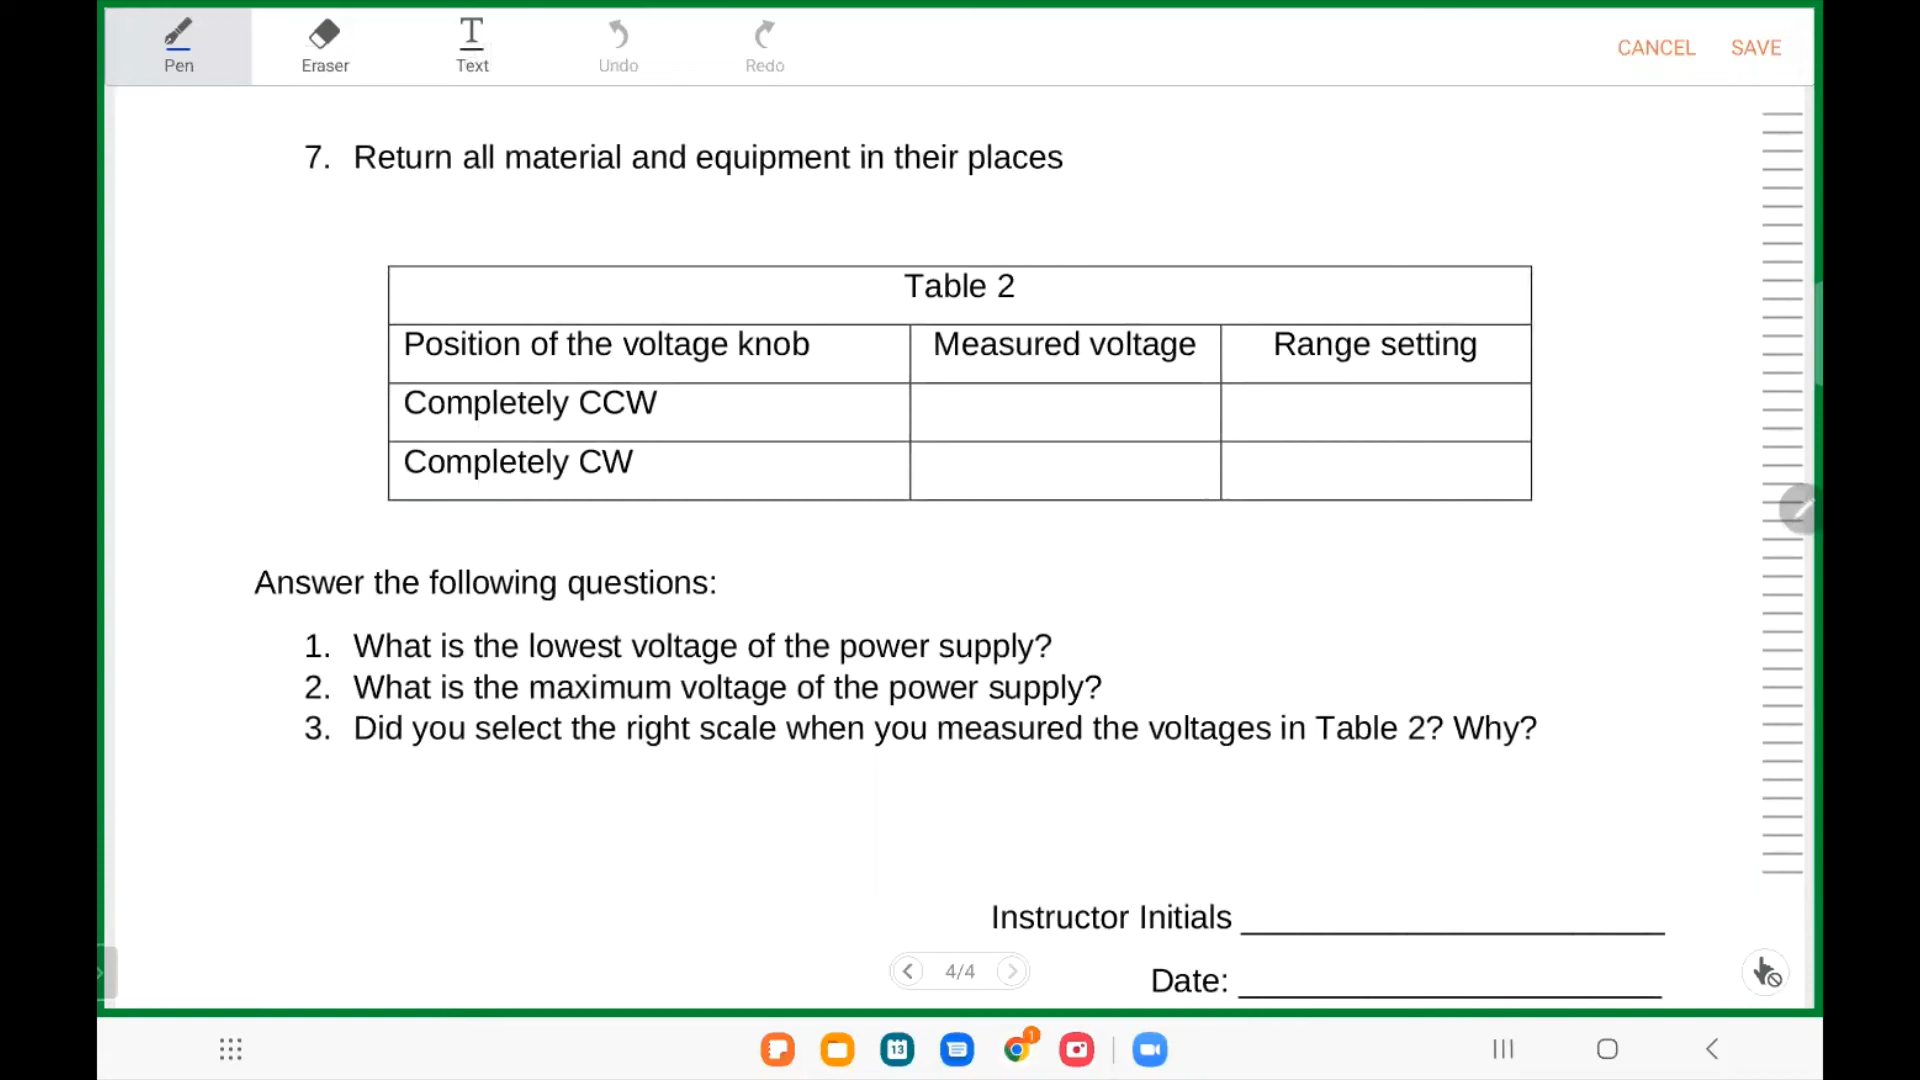 Pen Eraser Text Undo Redo CANCEL SAVE
7. Return all material and equipment in their places
Table 2
Position of the voltage knob Measured voltage Range setting
Completely CCW
Completely CW
Answer the following questions:
1. What is the lowest voltage of the power supply?
2. What is the maximum voltage of the power supply?
3. Did you select the right scale when you measured the voltages in Table 2? Why?
Instructor Initials
4/4
Date:
13
1